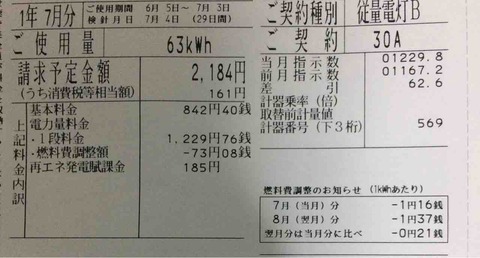 1年 7月分
ご使用期間 6月 5日～ 7月 3日
検針月日 7月 4日 (29日間)
ご使用量 63kWh
請求予定金額 2,184円
(うち消費税等相当額) 161円
上記料金内訳
基本料金 842円40銭
電力量料金
・1段料金 1,229円76銭
・燃料費調整額 -73円08銭
再エネ発電賦課金 185円
ご契約種別 従量電灯B
ご契約 30A
当月指示数 01229.8
前月指示数 01167.2
差引 62.6
計器乗率(倍)
取替前計量値
計器番号(下3桁) 569
燃料費調整のお知らせ (1kWhあたり)
7月(当月)分 -1円16銭
8月(翌月)分 -1円37銭
翌月分は当月分に比べ -0円21銭